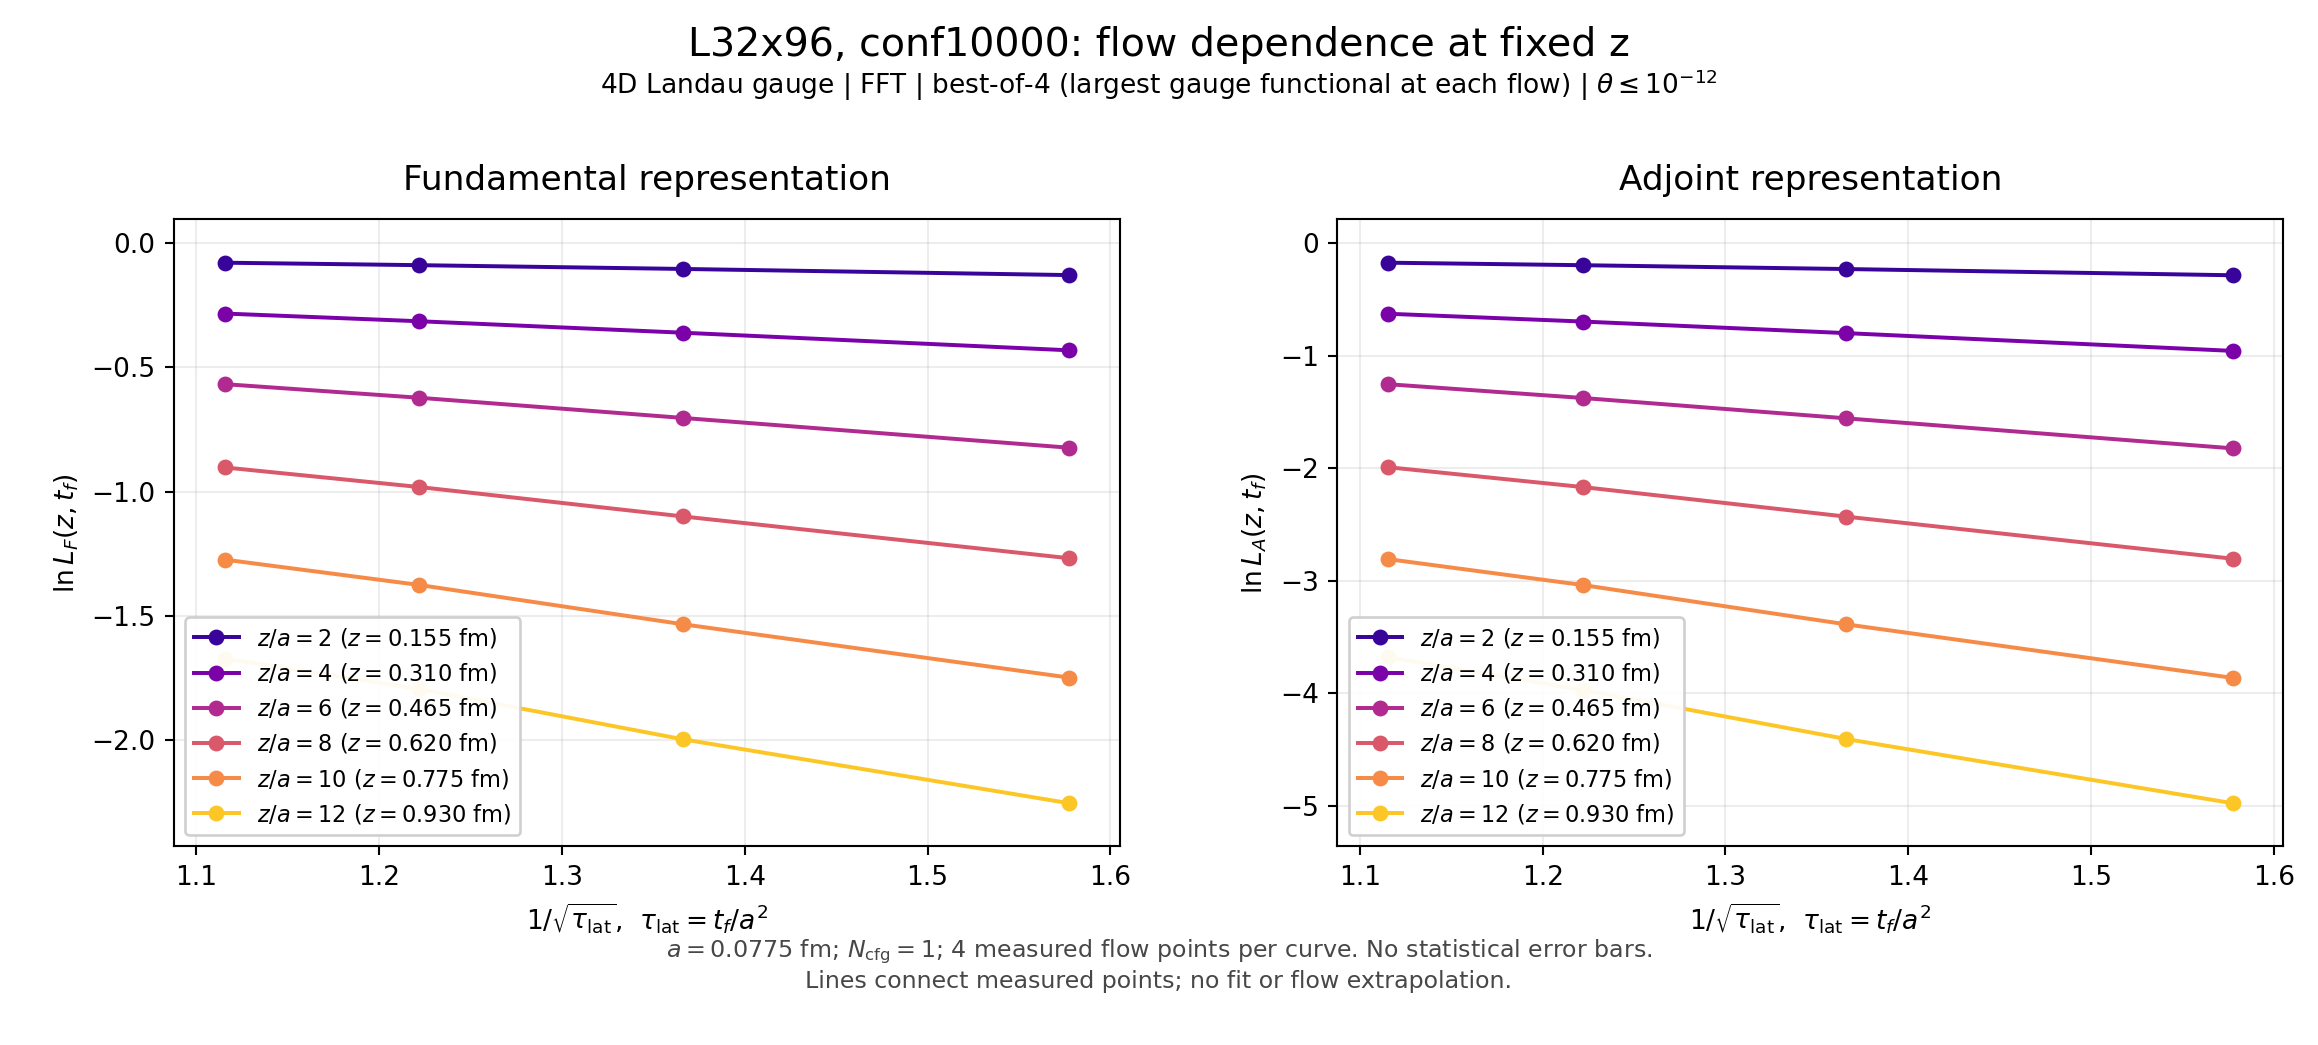 L32x96, conf10000: flow dependence at fixed z
4D Landau gauge | FFT | best-of-4 (largest gauge functional at each flow) | θ ≤ 10⁻¹²
Fundamental representation
0.0
−0.5
−1.0
−1.5
−2.0
ln L_F(z, t_f)
z/a = 2 (z = 0.155 fm)
z/a = 4 (z = 0.310 fm)
z/a = 6 (z = 0.465 fm)
z/a = 8 (z = 0.620 fm)
z/a = 10 (z = 0.775 fm)
z/a = 12 (z = 0.930 fm)
1.1 1.2 1.3 1.4 1.5 1.6
1/√τ_lat, τ_lat = t_f/a²
Adjoint representation
0
−1
−2
−3
−4
−5
ln L_A(z, t_f)
z/a = 2 (z = 0.155 fm)
z/a = 4 (z = 0.310 fm)
z/a = 6 (z = 0.465 fm)
z/a = 8 (z = 0.620 fm)
z/a = 10 (z = 0.775 fm)
z/a = 12 (z = 0.930 fm)
1.1 1.2 1.3 1.4 1.5 1.6
1/√τ_lat, τ_lat = t_f/a²
a = 0.0775 fm; N_cfg = 1; 4 measured flow points per curve. No statistical error bars.
Lines connect measured points; no fit or flow extrapolation.